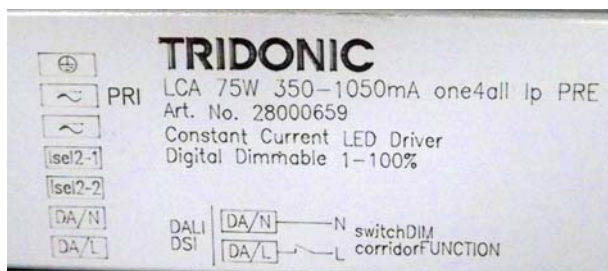 TRIDONIC
PRI
LCA 75W 350-1050mA one4all lp PRE
Art. No. 28000659
Constant Current LED Driver
Digital Dimmable 1-100%
Isel2-1
Isel2-2
DA/N
DA/L
DALI
DSI
DA/N N
DA/L L
switchDIM
corridorFUNCTION